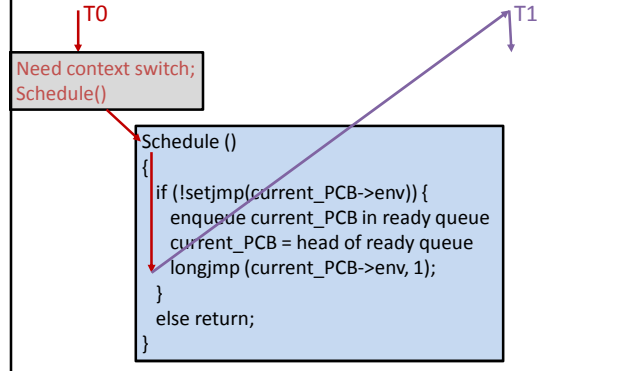 T0
T1
Need context switch;
Schedule()
Schedule ()
{
if (!setjmp(current_PCB->env)) {
enqueue current_PCB in ready queue
current_PCB = head of ready queue
longjmp (current_PCB->env, 1);
}
else return;
}